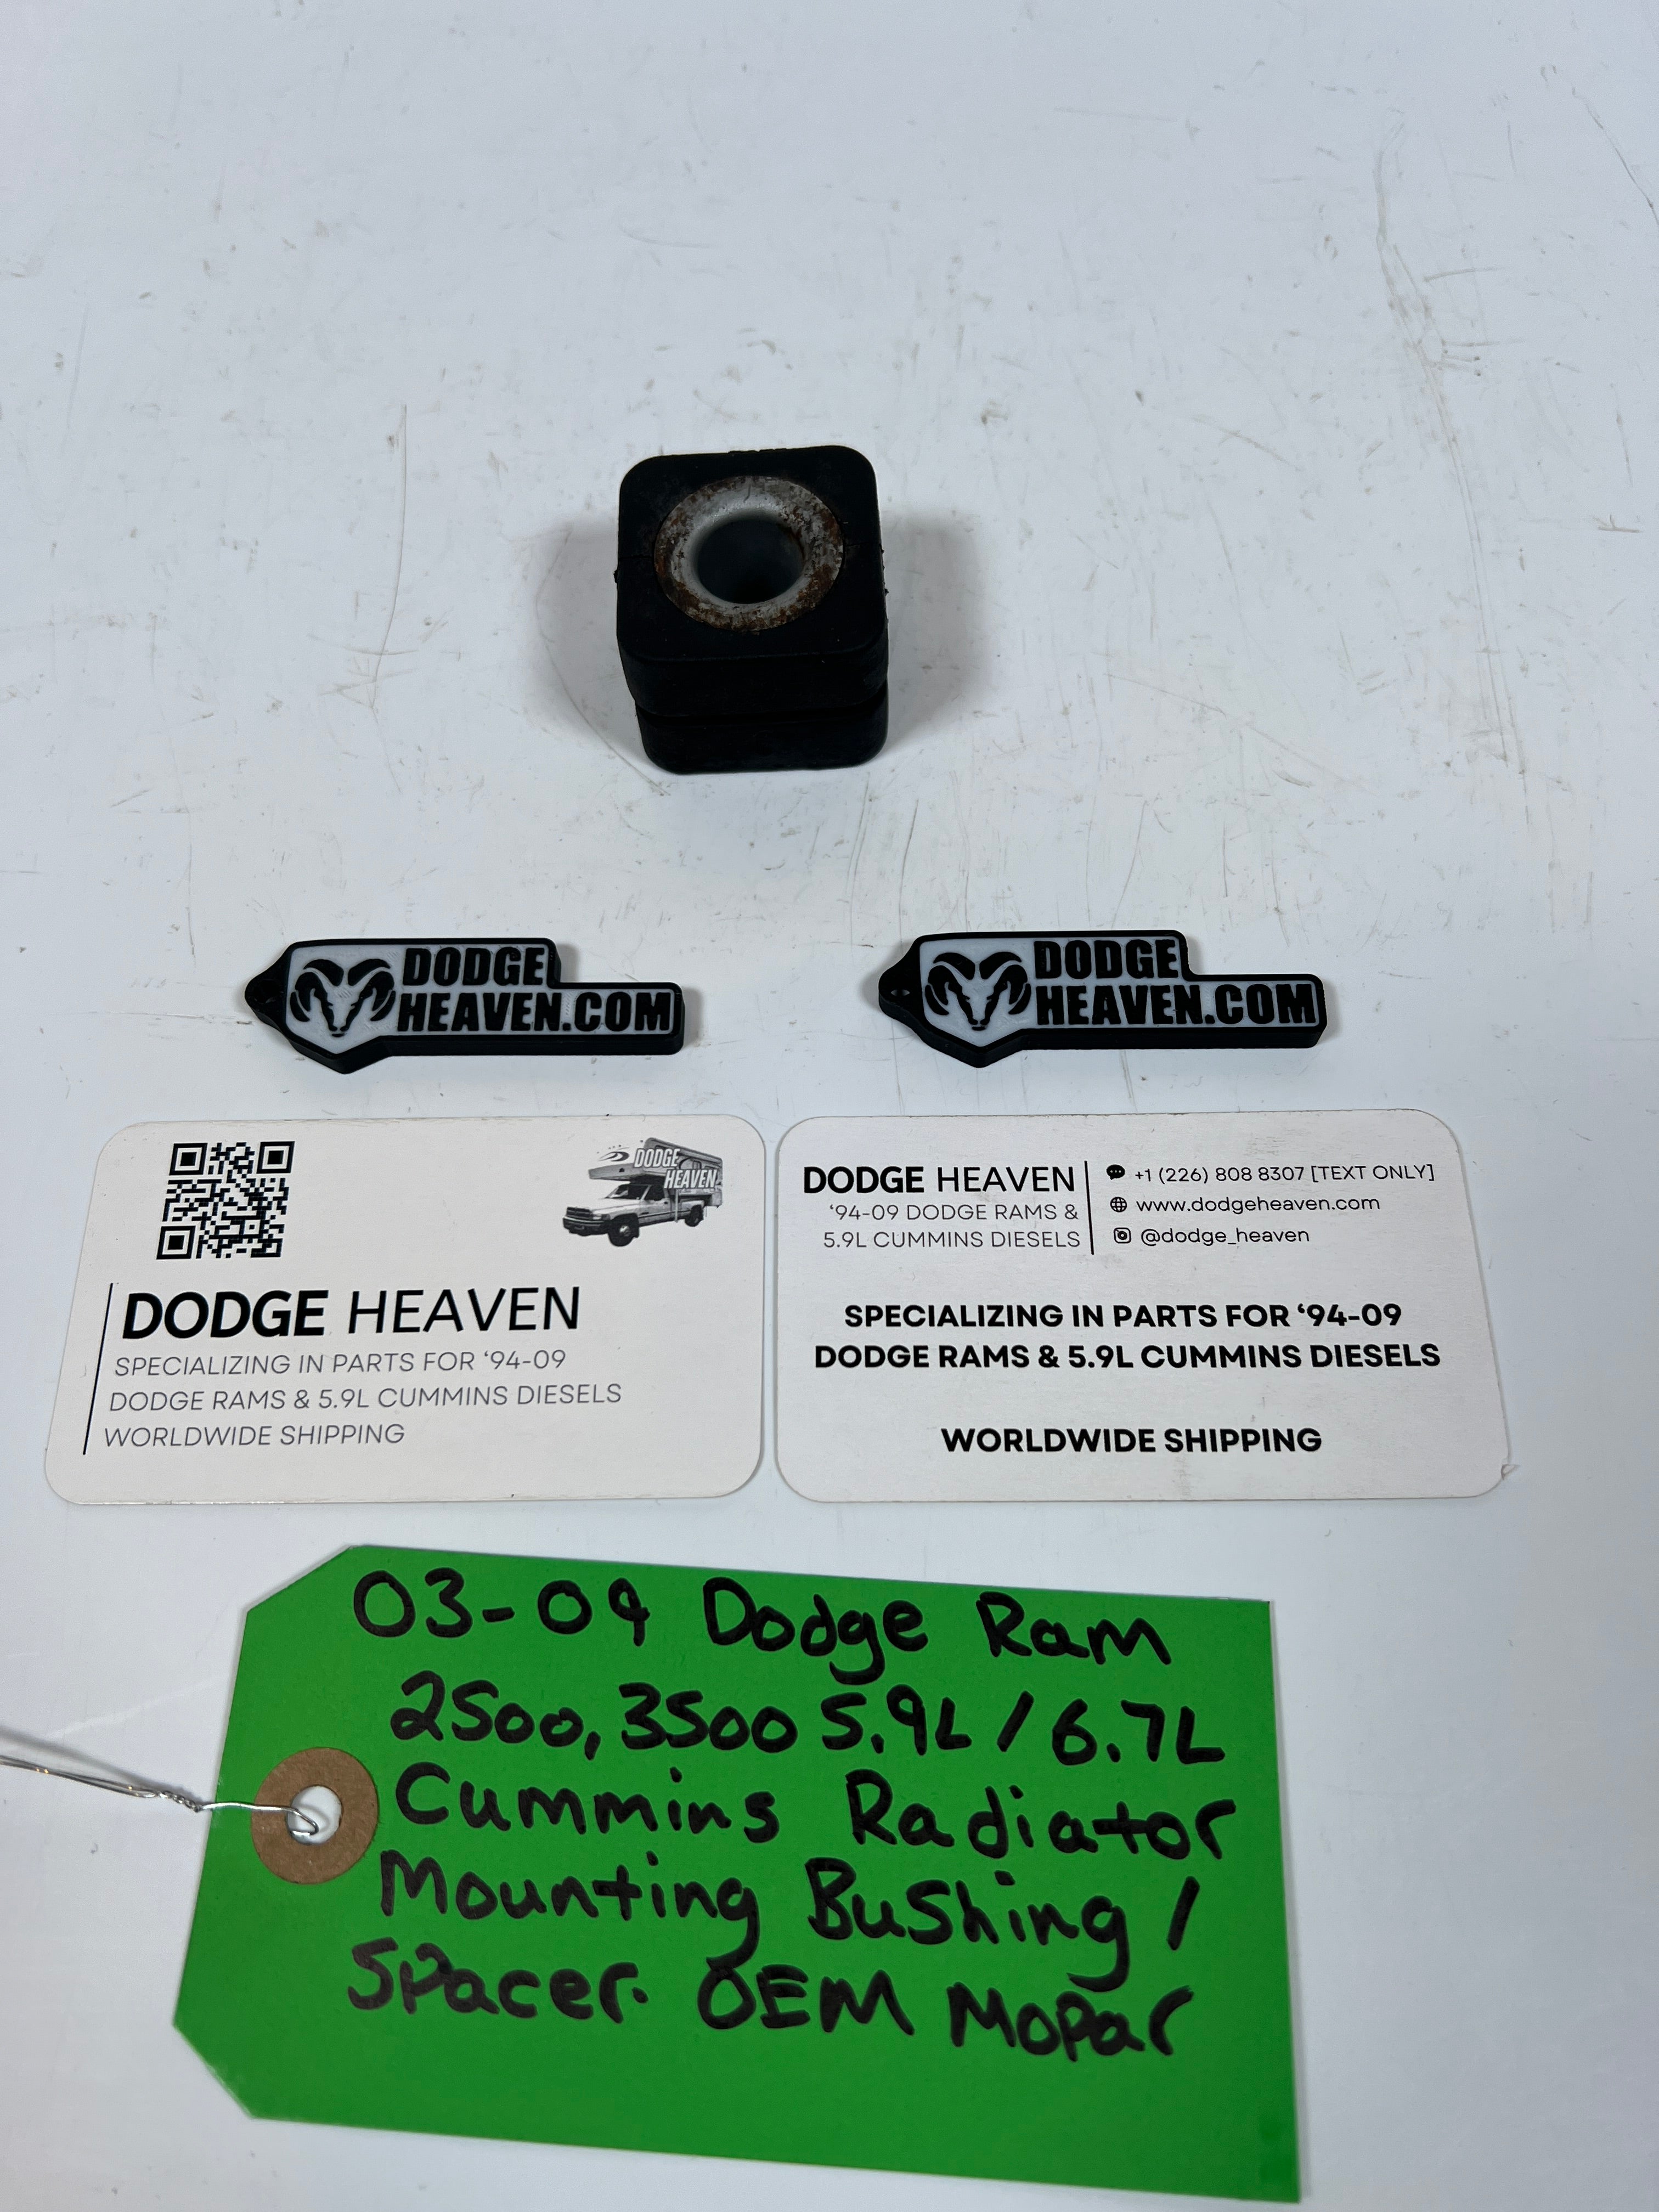 DODGE
HEAVEN.COM
DODGE
HEAVEN.COM
DODGE
HEAVEN
DODGE HEAVEN
SPECIALIZING IN PARTS FOR ‘94-09
DODGE RAMS & 5.9L CUMMINS DIESELS
WORLDWIDE SHIPPING
DODGE HEAVEN
‘94-09 DODGE RAMS &
5.9L CUMMINS DIESELS
+1 (226) 808 8307 [TEXT ONLY]
www.dodgeheaven.com
@dodge_heaven
SPECIALIZING IN PARTS FOR ‘94-09
DODGE RAMS & 5.9L CUMMINS DIESELS
WORLDWIDE SHIPPING
03-09 Dodge Ram
2500, 3500 5.9L / 6.7L
Cummins Radiator
Mounting Bushing /
Spacer. OEM Mopar